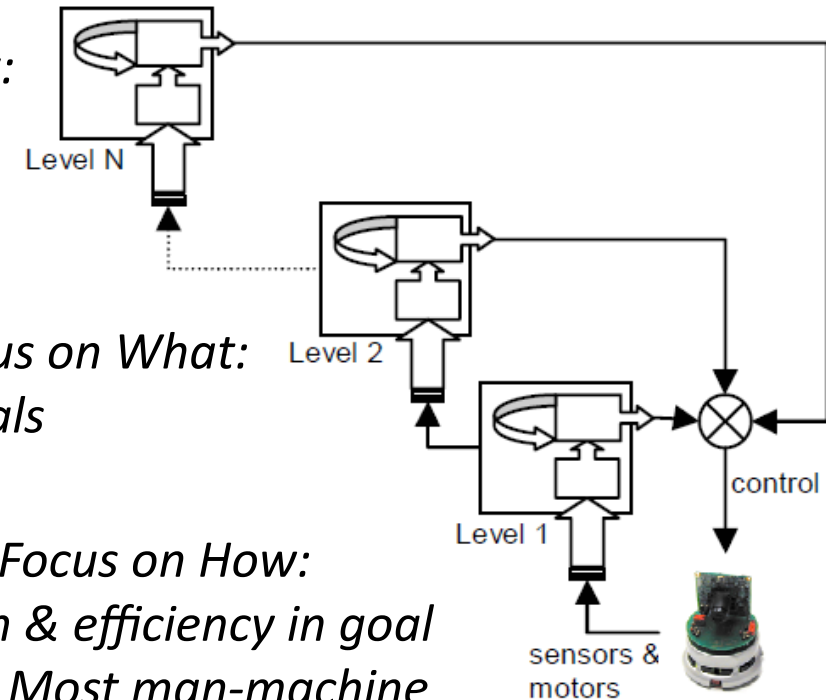 Level N
us on What:
Level 2
als
control
Focus on How:
Level 1
& efficiency in goal
Most man-machine
sensors &
motors